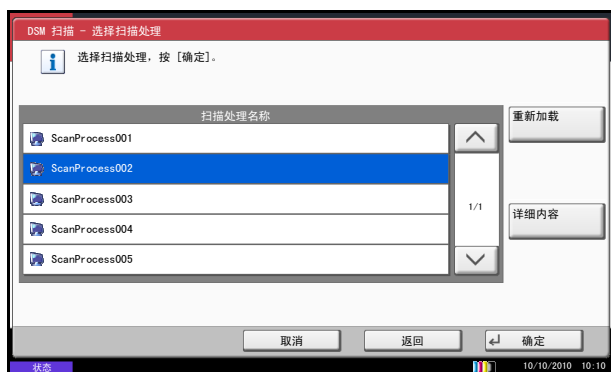 DSM 扫描 - 选择扫描处理
选择扫描处理，按 [确定]。
扫描处理名称
重新加载
ScanProcess001
ScanProcess002
ScanProcess003
1/1
详细内容
ScanProcess004
ScanProcess005
取消
返回
确定
状态
10/10/2010 10:10